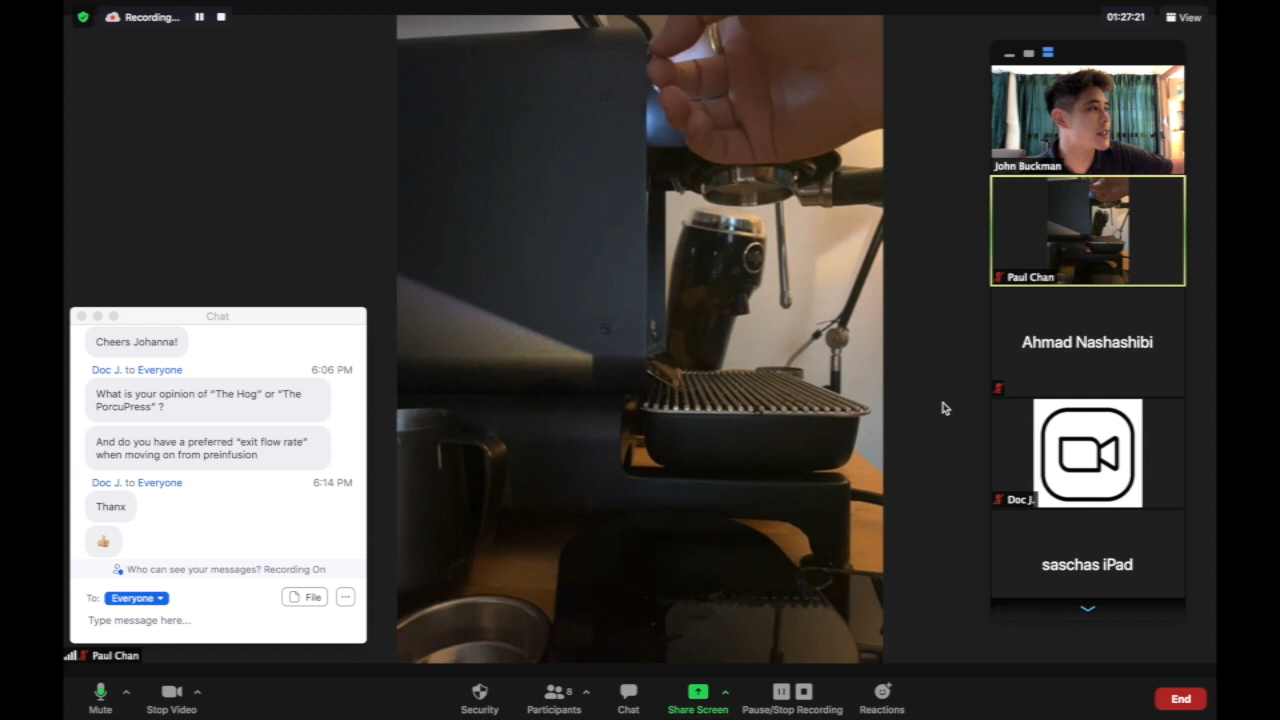 Recording...
01:27:21
View
John Buckman
Paul Chan
Ahmad Nashashibi
Doc J.
saschas iPad
Chat
Cheers Johanna!
Doc J. to Everyone
6:06 PM
What is your opinion of “The Hog” or “The
PorcuPress” ?
And do you have a preferred “exit flow rate”
when moving on from preinfusion
Doc J. to Everyone
6:14 PM
Thanx
Who can see your messages? Recording On
To:
Everyone
File
Type message here...
Paul Chan
Mute
Stop Video
Security
8
Participants
Chat
Share Screen
Pause/Stop Recording
Reactions
End